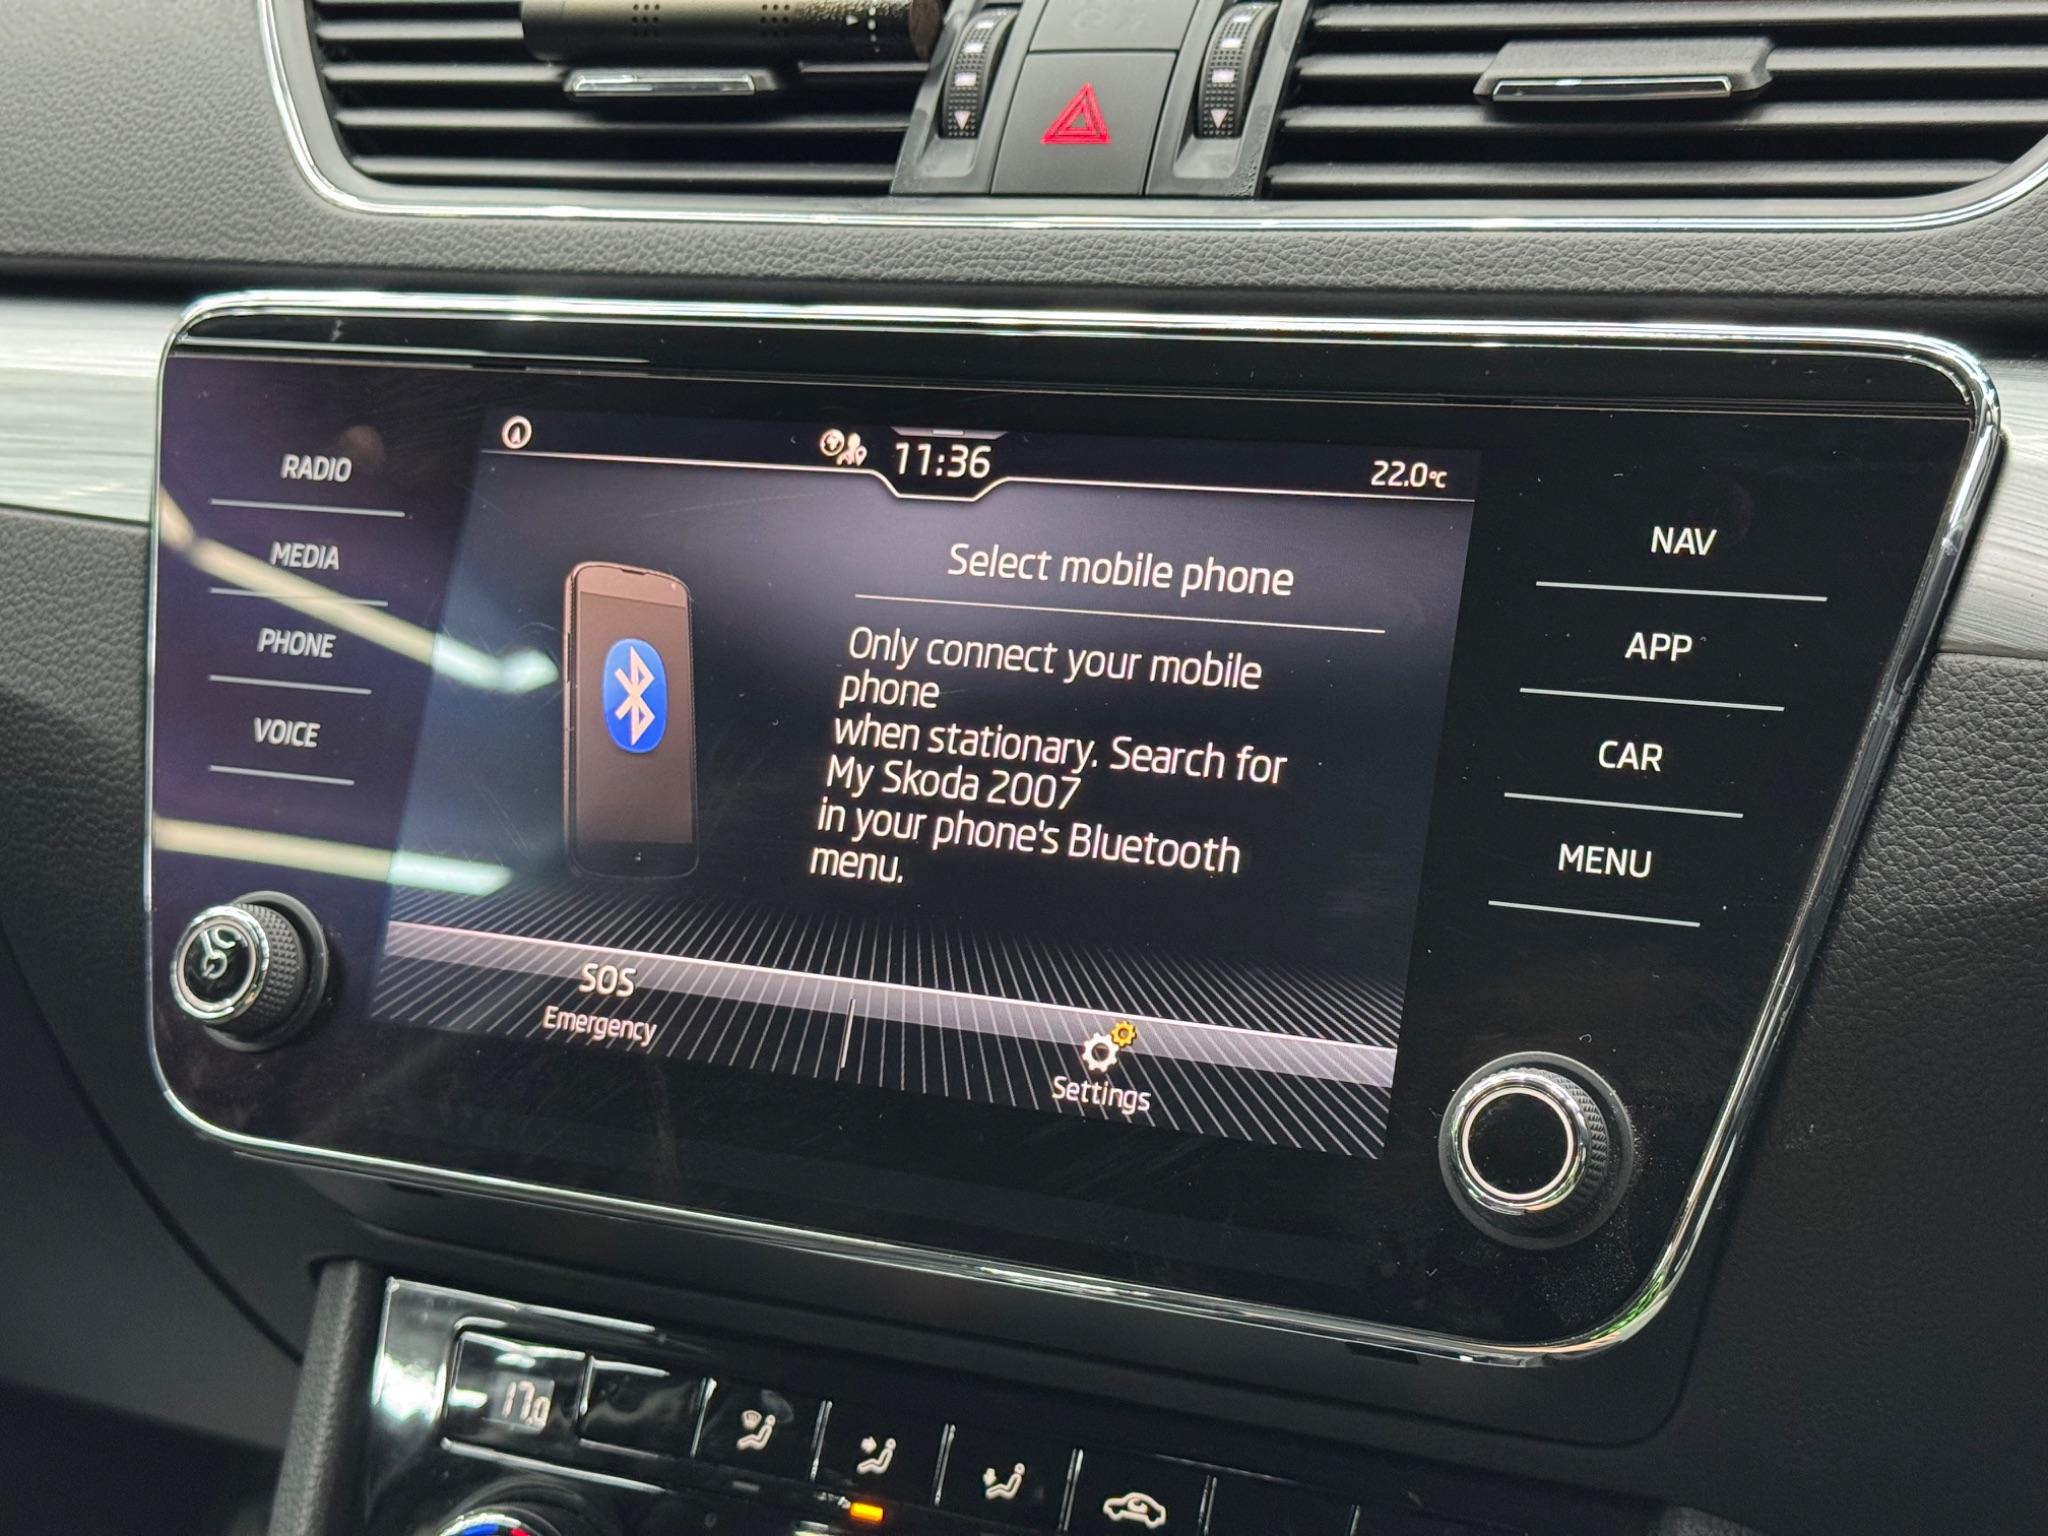 RADIO
MEDIA
PHONE
VOICE
11:36
22.0°C
Select mobile phone
Only connect your mobile
phone
when stationary. Search for
My Skoda 2007
in your phone's Bluetooth
menu.
SOS
Emergency
Settings
NAV
APP
CAR
MENU
17.0